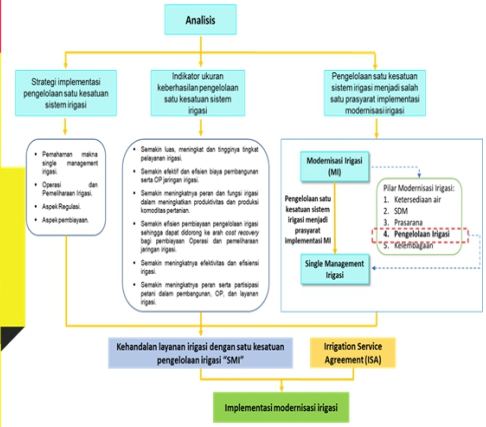 Analisis
Strategi implementasi
pengelolaan satu kesatuan
sistem irigasi
Indikator ukuran
keberhasilan pengelolaan
satu kesatuan sistem
irigasi
Pengelolaan satu kesatuan
sistem irigasi menjadi salah
satu prasyarat implementasi
modernisasi irigasi
• Pemahaman makna
single management
irigasi.
• Operasi dan
Pemeliharaan Irigasi.
• Aspek Regulasi.
• Aspek pembiayaan.
• Semakin luas, meningkat dan tingginya tingkat
pelayanan irigasi.
• Semakin efektif dan efisien biaya pembangunan
serta OP jaringan irigasi.
• Semakin meningkatnya peran dan fungsi irigasi
dalam meningkatkan produktivitas dan produksi
komoditas pertanian.
• Semakin efisien pembiayaan pengelolaan irigasi
sehingga dapat didorong ke arah cost recovery
bagi pembiayaan Operasi dan pemeliharaan
jaringan irigasi.
• Semakin meningkatnya efektivitas dan efisiensi
irigasi.
• Semakin meningkatnya peran serta partisipasi
petani dalam pembangunan, OP, dan layanan
irigasi.
Modernisasi Irigasi
(MI)
Pengelolaan satu
kesatuan sistem
irigasi menjadi
prasyarat
implementasi MI
Single Management
Irigasi
Pilar Modernisasi Irigasi:
1. Ketersediaan air
2. SDM
3. Prasarana
4. Pengelolaan Irigasi
5. Kelembagaan
Kehandalan layanan irigasi dengan satu kesatuan
pengelolaan irigasi "SMI"
Irrigation Service
Agreement (ISA)
Implementasi modernisasi irigasi